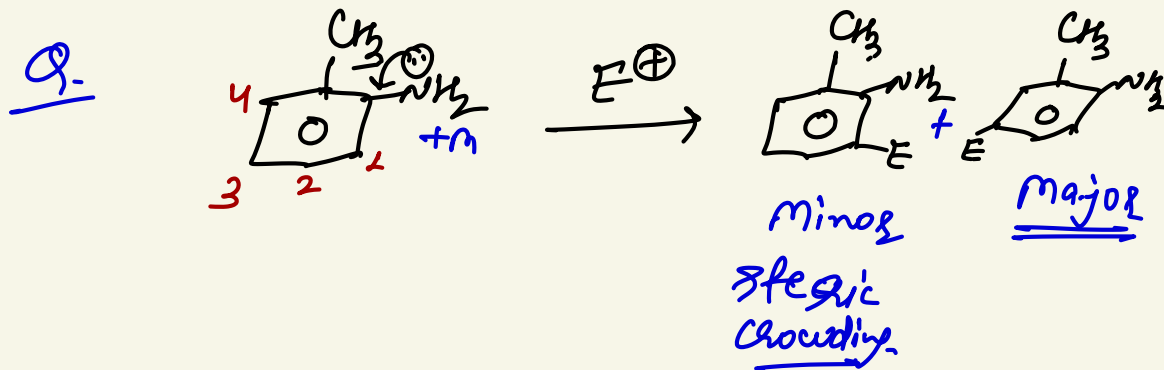 Q.
CH3
NH2
+m
4
3
2
1
E⊕
CH3
NH2
E
+
CH3
NH2
E
Minor
Major
Steric
Crowding